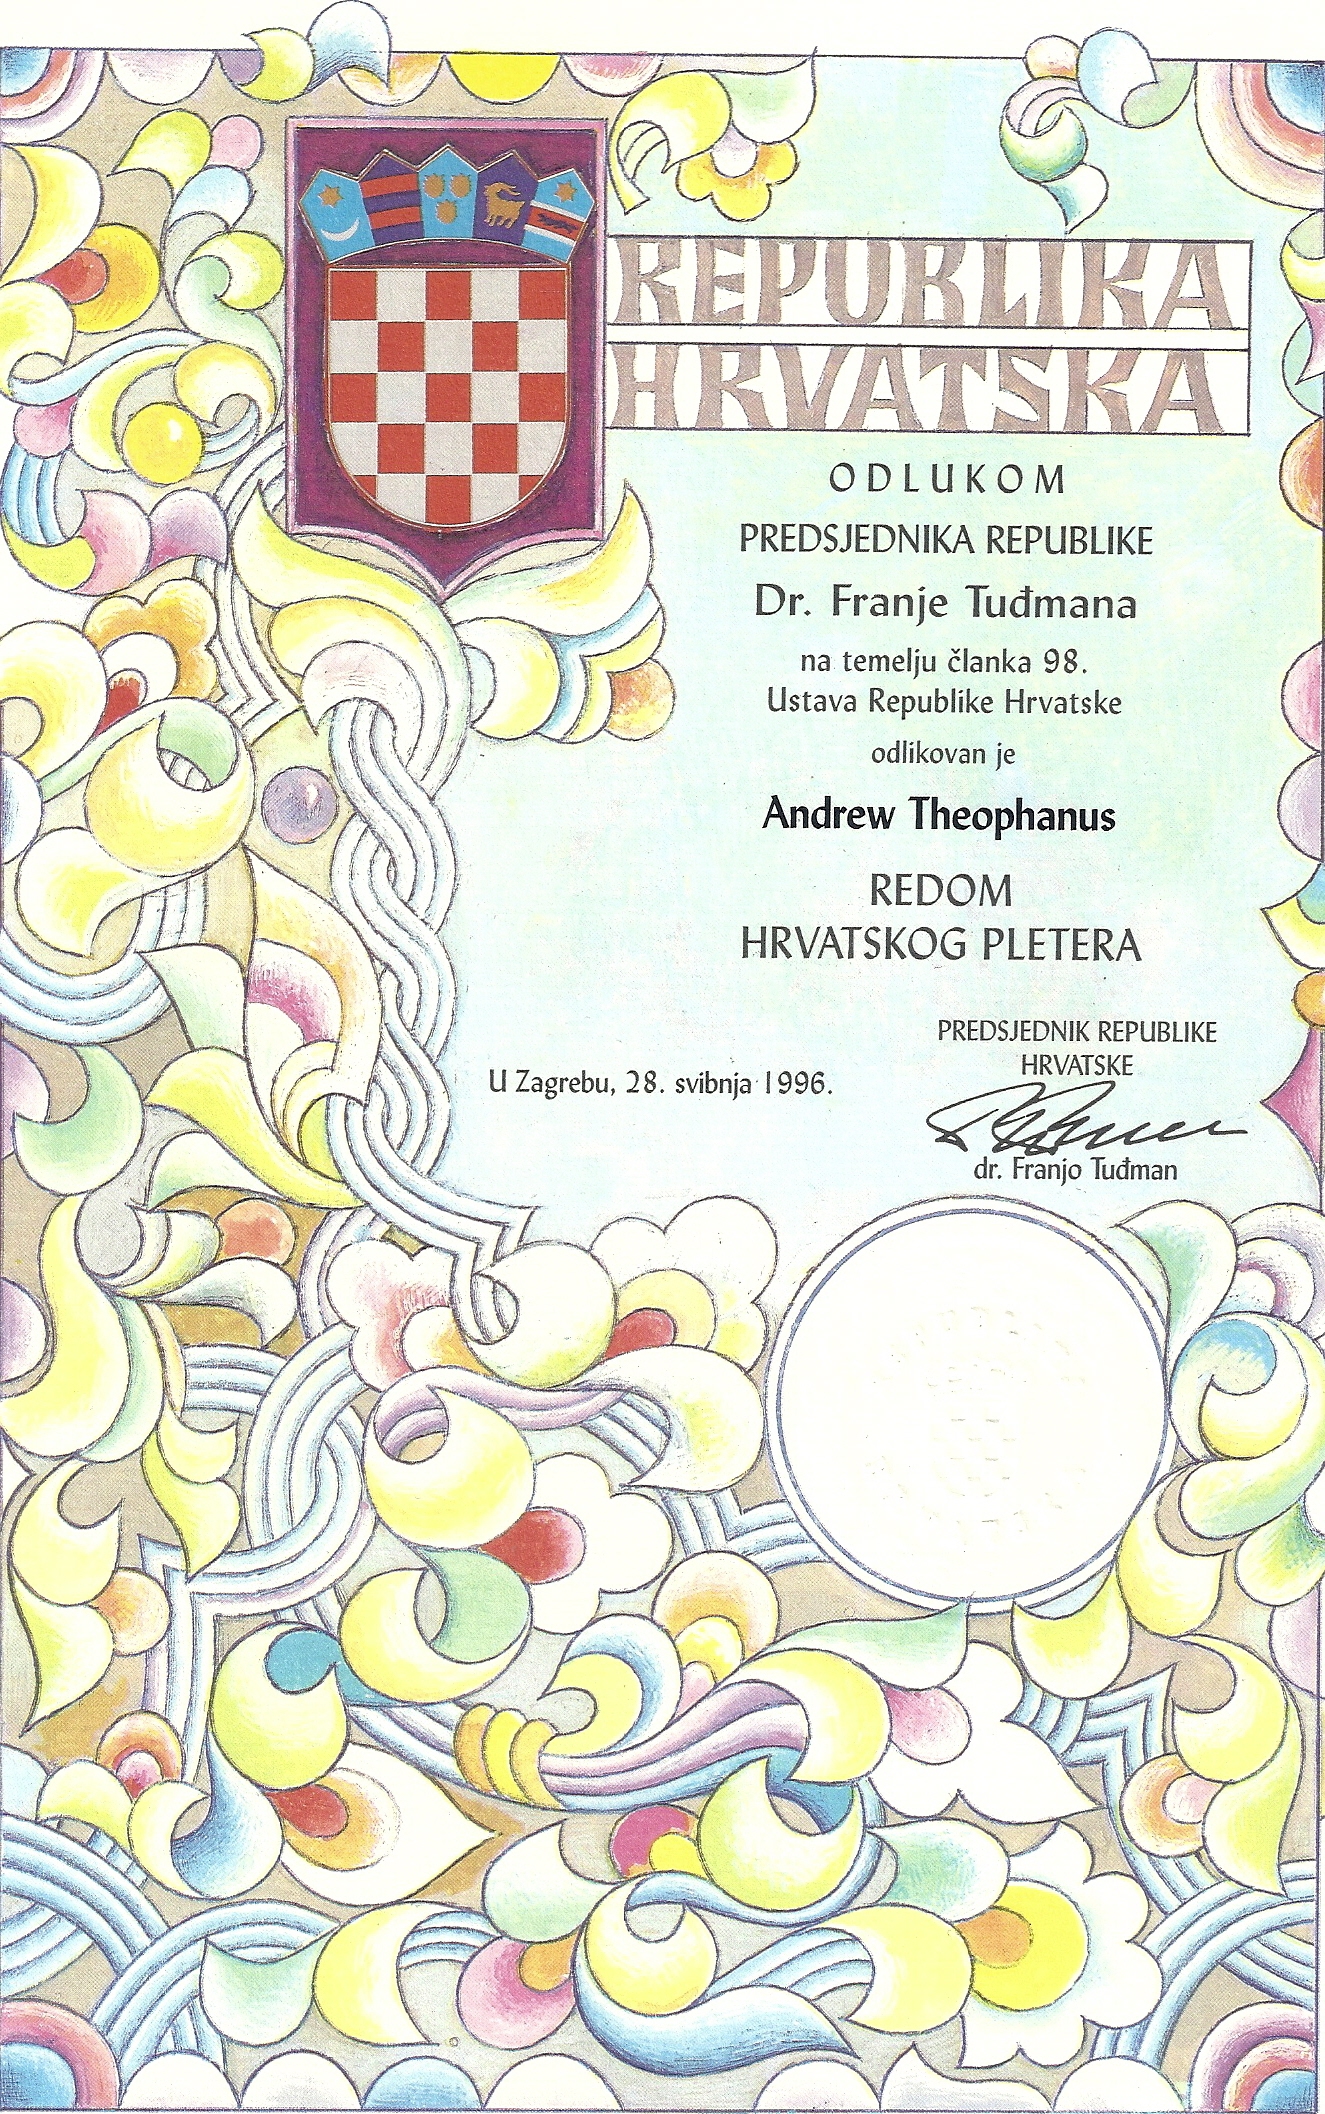 REPUBLIKA
HRVATSKA
ODLUKOM
PREDSJEDNIKA REPUBLIKE
Dr. Franje Tuđmana
na temelju članka 98.
Ustava Republike Hrvatske
odlikovan je
Andrew Theophanus
REDOM
HRVATSKOG PLETERA
PREDSJEDNIK REPUBLIKE
HRVATSKE
U Zagrebu, 28. svibnja 1996.
dr. Franjo Tuđman